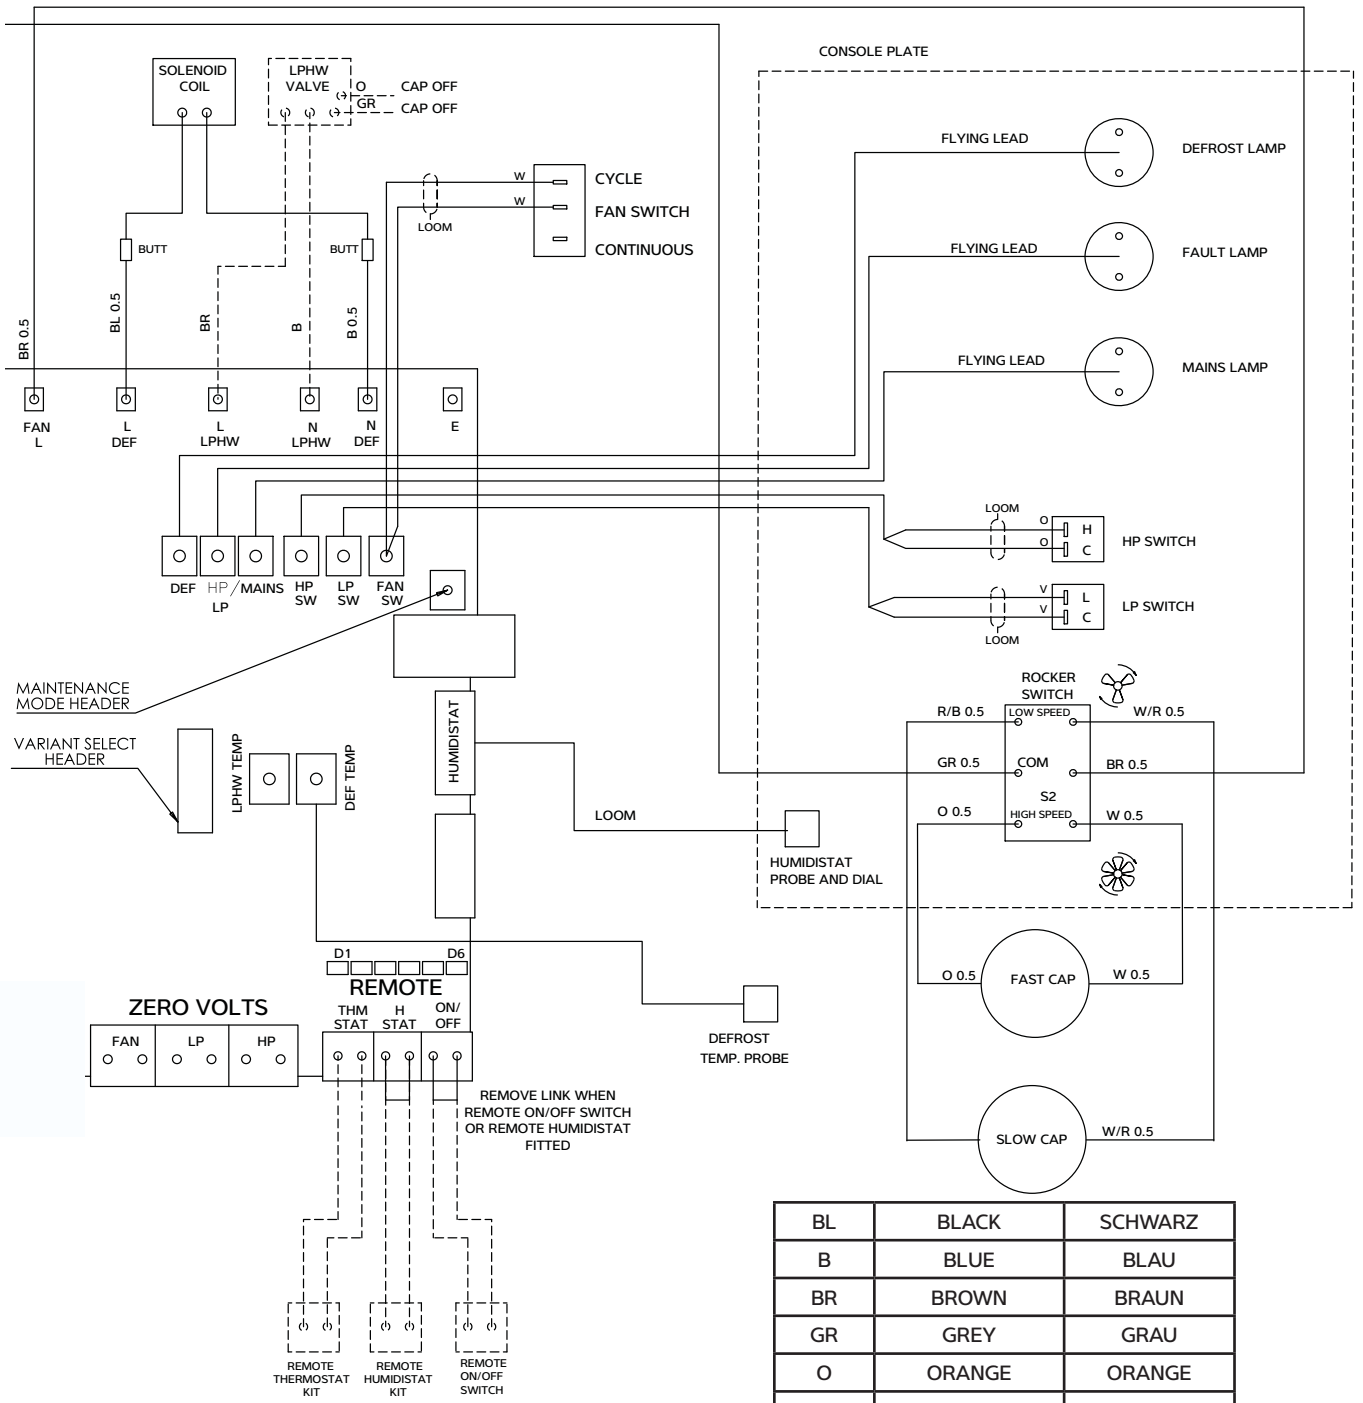 CONSOLE PLATE
SOLENOID
COIL
LPHW
VALVE
O
CAP OFF
GR
CAP OFF
BUTT
BUTT
BR 0.5
BL 0.5
BR
B
B 0.5
W
CYCLE
W
FAN SWITCH
LOOM
CONTINUOUS
FLYING LEAD
DEFROST LAMP
FLYING LEAD
FAULT LAMP
FLYING LEAD
MAINS LAMP
FAN
L
L
DEF
L
LPHW
N
LPHW
N
DEF
E
DEF
HP /
LP
MAINS
HP
SW
LP
SW
FAN
SW
LOOM
O
H
O
C
HP SWITCH
V
L
V
C
LP SWITCH
LOOM
MAINTENANCE
MODE HEADER
VARIANT SELECT
HEADER
LPHW TEMP
DEF TEMP
HUMIDISTAT
LOOM
HUMIDISTAT
PROBE AND DIAL
ROCKER
SWITCH
R/B 0.5
LOW SPEED
W/R 0.5
GR 0.5
COM
BR 0.5
S2
O 0.5
HIGH SPEED
W 0.5
O 0.5
FAST CAP
W 0.5
SLOW CAP
W/R 0.5
DEFROST
TEMP. PROBE
D1
D6
REMOTE
THM
STAT
H
STAT
ON/
OFF
ZERO VOLTS
FAN
LP
HP
REMOVE LINK WHEN
REMOTE ON/OFF SWITCH
OR REMOTE HUMIDISTAT
FITTED
REMOTE
THERMOSTAT
KIT
REMOTE
HUMIDISTAT
KIT
REMOTE
ON/OFF
SWITCH
BL BLACK SCHWARZ
B BLUE BLAU
BR BROWN BRAUN
GR GREY GRAU
O ORANGE ORANGE